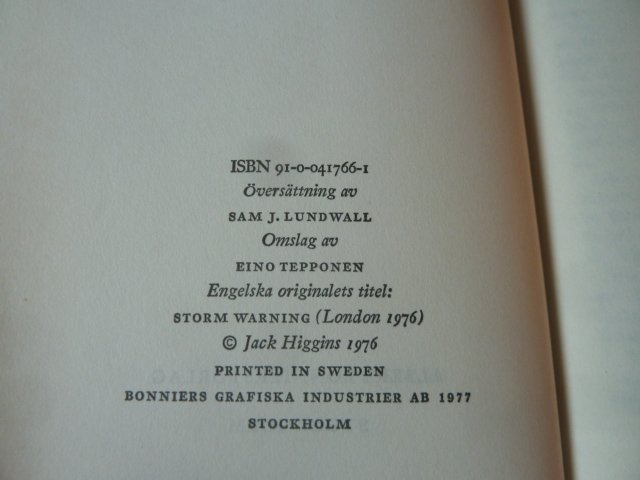 ISBN 91-0-041766-1
Översättning av
SAM J. LUNDWALL
Omslag av
EINO TEPPONEN
Engelska originalets titel:
STORM WARNING (London 1976)
© Jack Higgins 1976
PRINTED IN SWEDEN
BONNIERS GRAFISKA INDUSTRIER AB 1977
STOCKHOLM